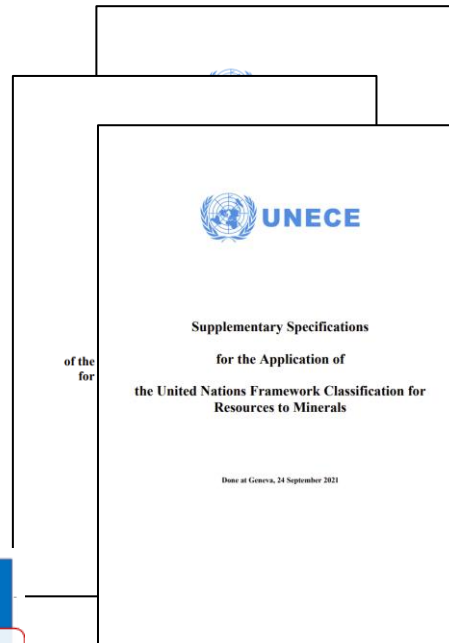 UNECE
Supplementary Specifications
for the Application of
the United Nations Framework Classification for
Resources to Minerals
Done at Geneva, 24 September 2021
of the
for